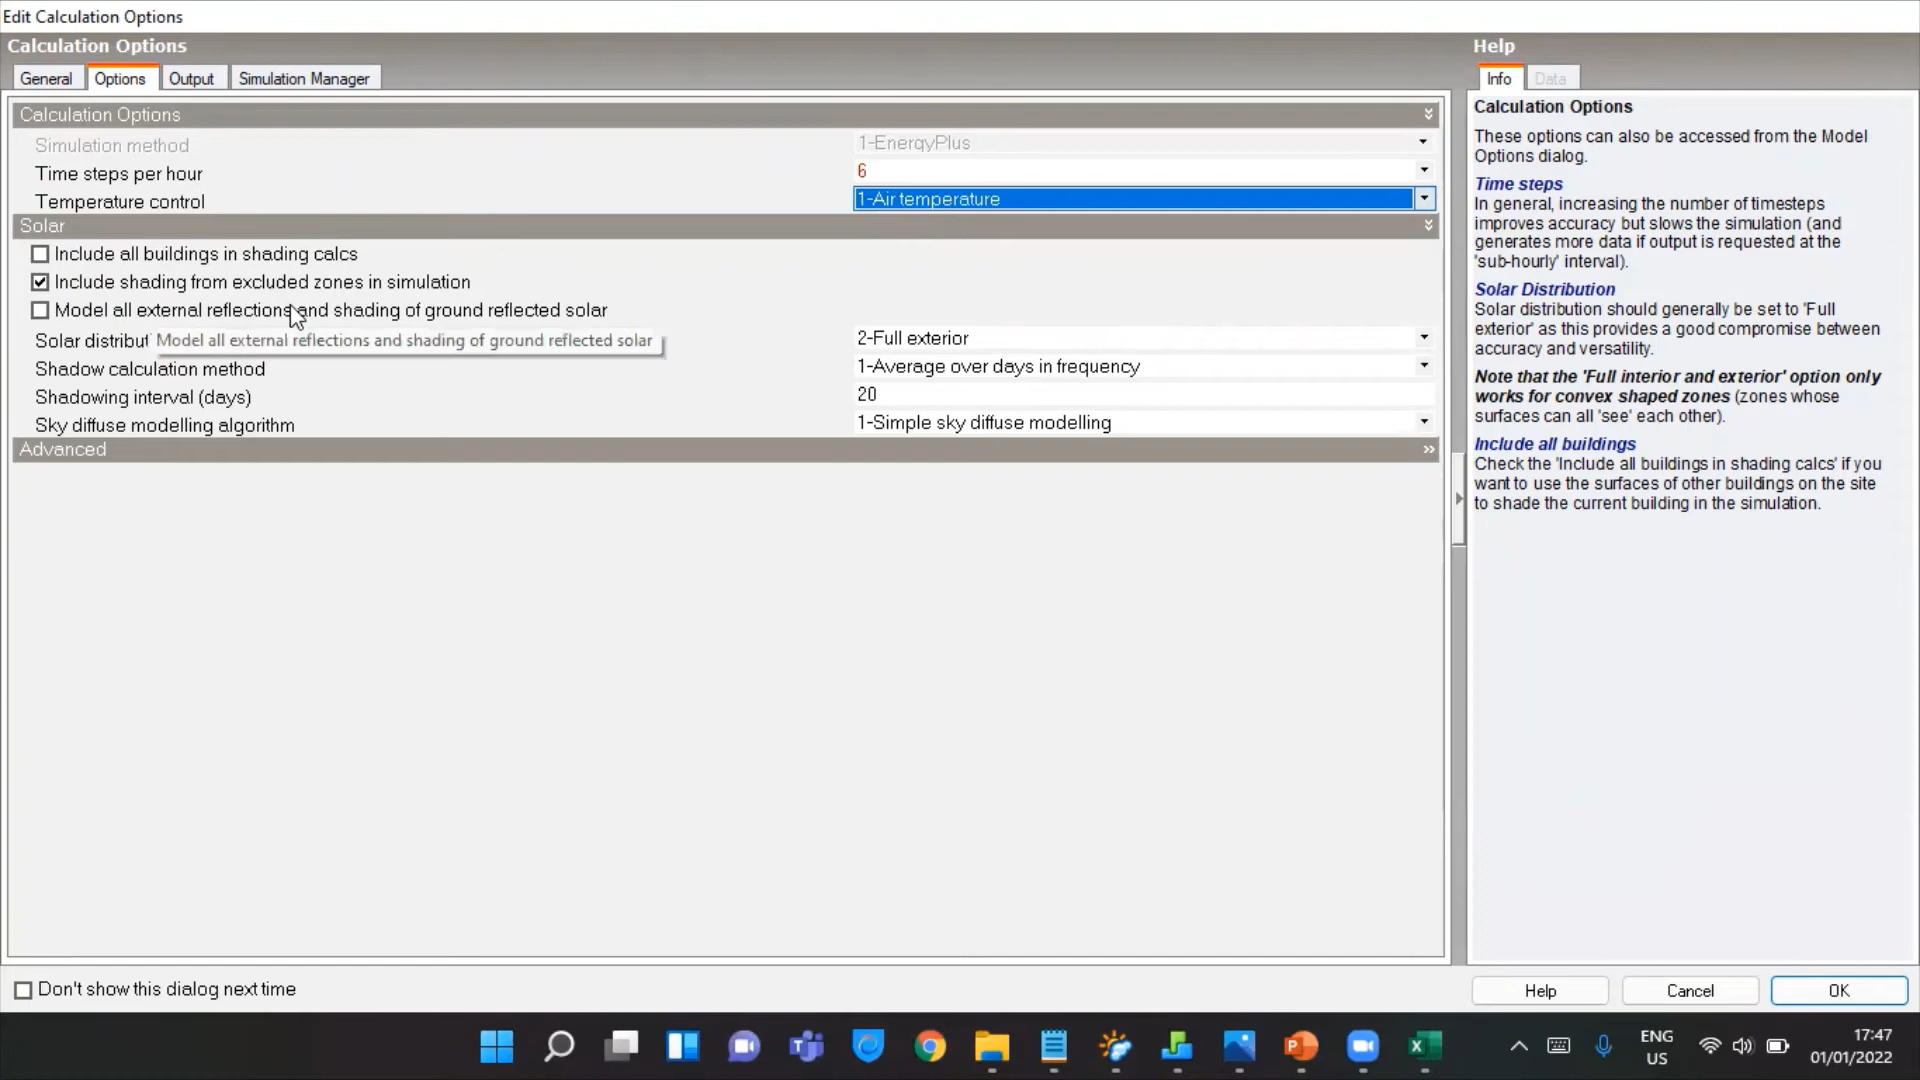 Edit Calculation Options
Calculation Options
General
Options
Output
Simulation Manager
Calculation Options
Simulation method
1-EnergyPlus
Time steps per hour
6
Temperature control
1-Air temperature
Solar
Include all buildings in shading calcs
Include shading from excluded zones in simulation
Model all external reflections and shading of ground reflected solar
Solar distribut
Model all external reflections and shading of ground reflected solar
2-Full exterior
Shadow calculation method
1-Average over days in frequency
Shadowing interval (days)
20
Sky diffuse modelling algorithm
1-Simple sky diffuse modelling
Advanced
Don't show this dialog next time
Help
Info
Data
Calculation Options
These options can also be accessed from the Model
Options dialog.
Time steps
In general, increasing the number of timesteps
improves accuracy but slows the simulation (and
generates more data if output is requested at the
'sub-hourly' interval).
Solar Distribution
Solar distribution should generally be set to 'Full
exterior' as this provides a good compromise between
accuracy and versatility.
Note that the 'Full interior and exterior' option only
works for convex shaped zones (zones whose
surfaces can all 'see' each other).
Include all buildings
Check the 'Include all buildings in shading calcs' if you
want to use the surfaces of other buildings on the site
to shade the current building in the simulation.
Help
Cancel
OK
ENG
US
17:47
01/01/2022